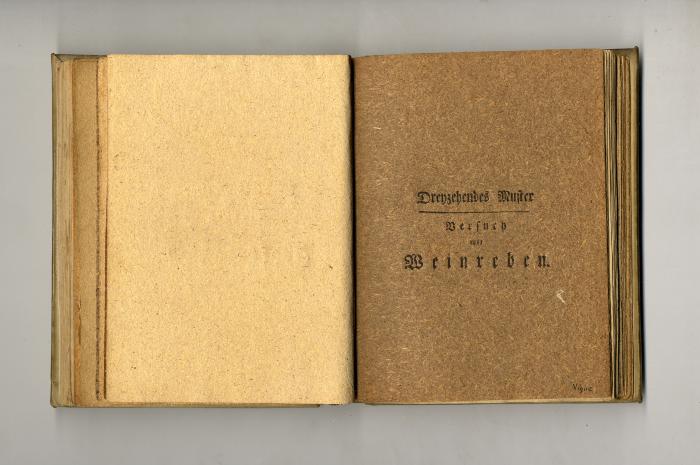 Dreyzehendes Muster
Versuch
mit
Weinreben.
Vigne